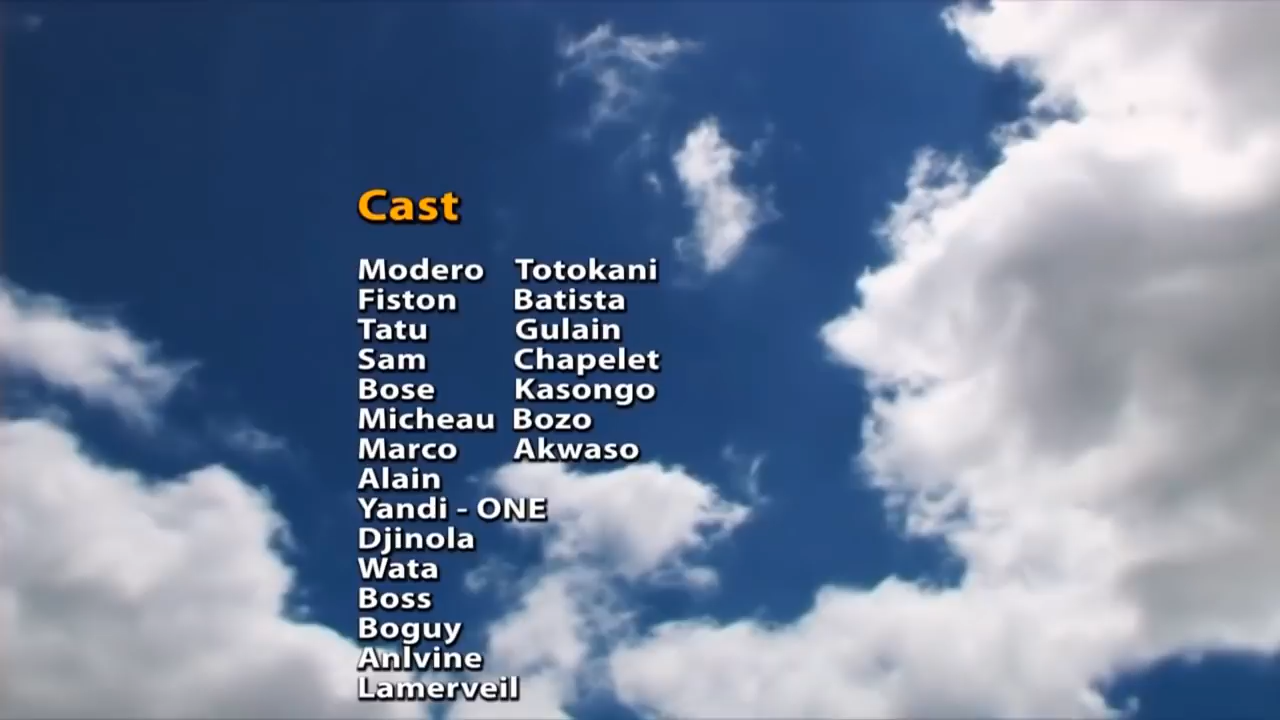 Cast
Modero Totokani
Fiston Batista
Tatu Gulain
Sam Chapelet
Bose Kasongo
Micheau Bozo
Marco Akwaso
Alain
Yandi - ONE
Djinola
Wata
Boss
Boguy
Anlvine
Lamerveil